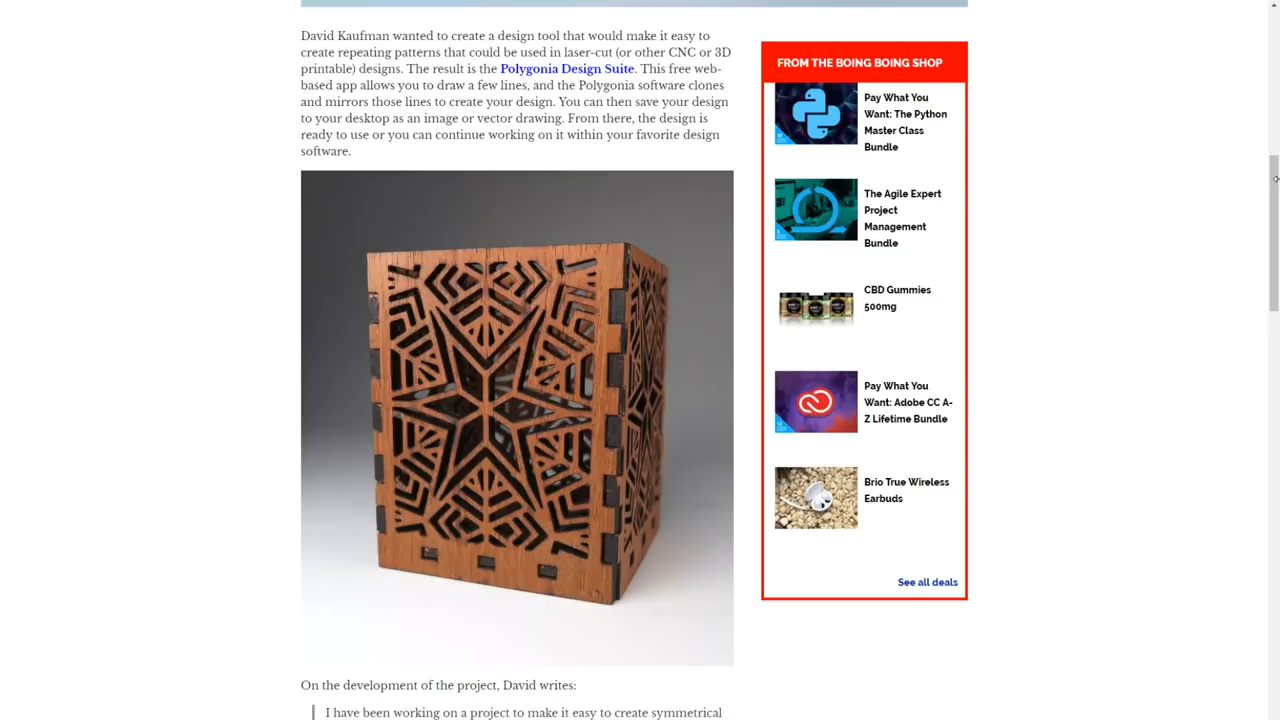 David Kaufman wanted to create a design tool that would make it easy to
create repeating patterns that could be used in laser-cut (or other CNC or 3D
printable) designs. The result is the Polygonia Design Suite. This free web-
based app allows you to draw a few lines, and the Polygonia software clones
and mirrors those lines to create your design. You can then save your design
to your desktop as an image or vector drawing. From there, the design is
ready to use or you can continue working on it within your favorite design
software.
On the development of the project, David writes:
I have been working on a project to make it easy to create symmetrical
FROM THE BOING BOING SHOP
Pay What You
Want: The Python
Master Class
Bundle
The Agile Expert
Project
Management
Bundle
CBD Gummies
500mg
Pay What You
Want: Adobe CC A-
Z Lifetime Bundle
Brio True Wireless
Earbuds
See all deals